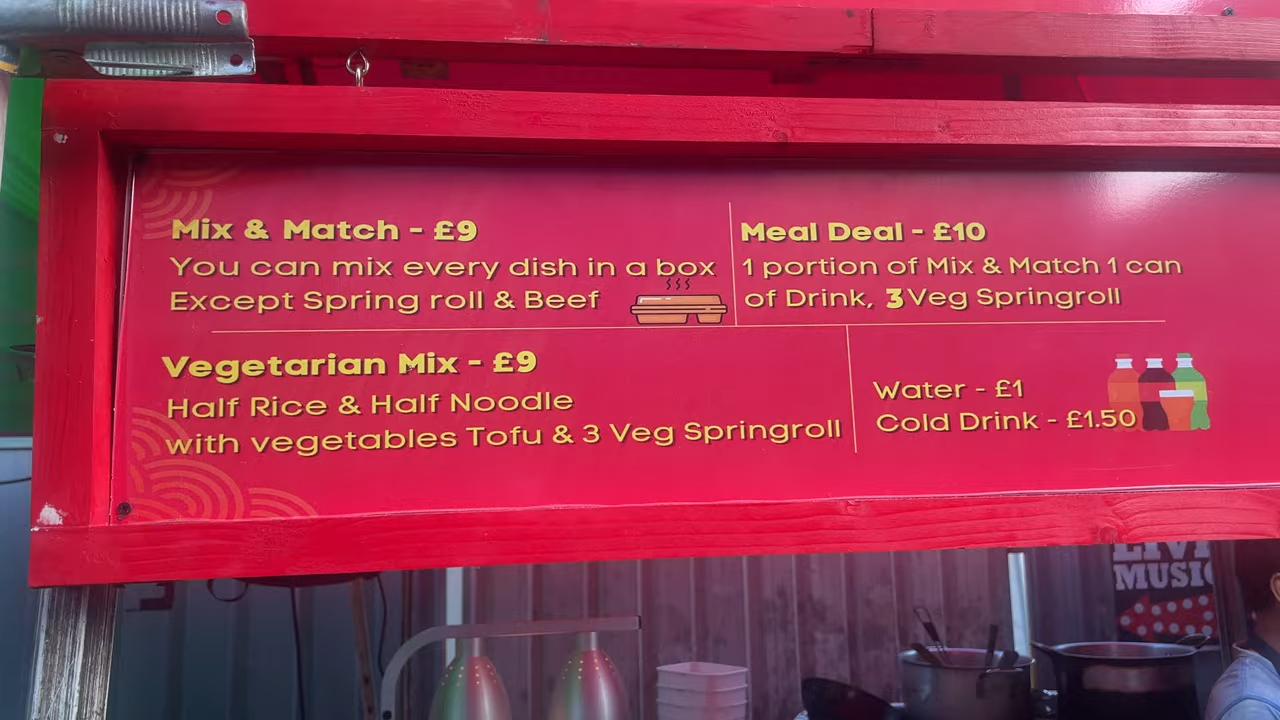 Mix & Match - £9
You can mix every dish in a box
Except Spring roll & Beef
Meal Deal - £10
1 portion of Mix & Match 1 can
of Drink, 3 Veg Springroll
Vegetarian Mix - £9
Half Rice & Half Noodle
with vegetables Tofu & 3 Veg Springroll
Water - £1
Cold Drink - £1.50
LIVE
MUSIC